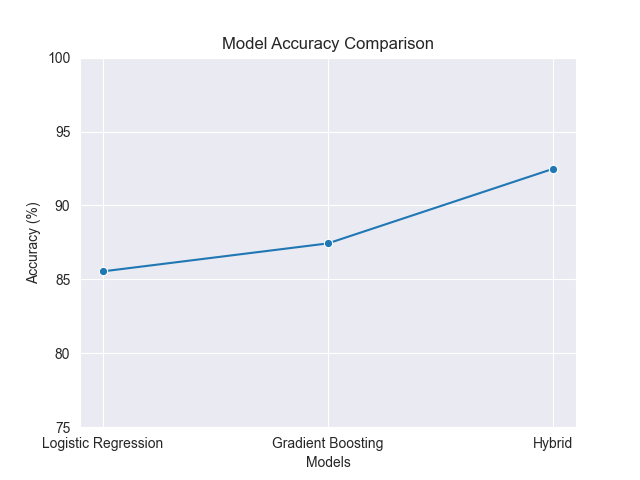 Model Accuracy Comparison
100
95
90
85
80
75
Accuracy (%)
Logistic Regression
Gradient Boosting
Hybrid
Models